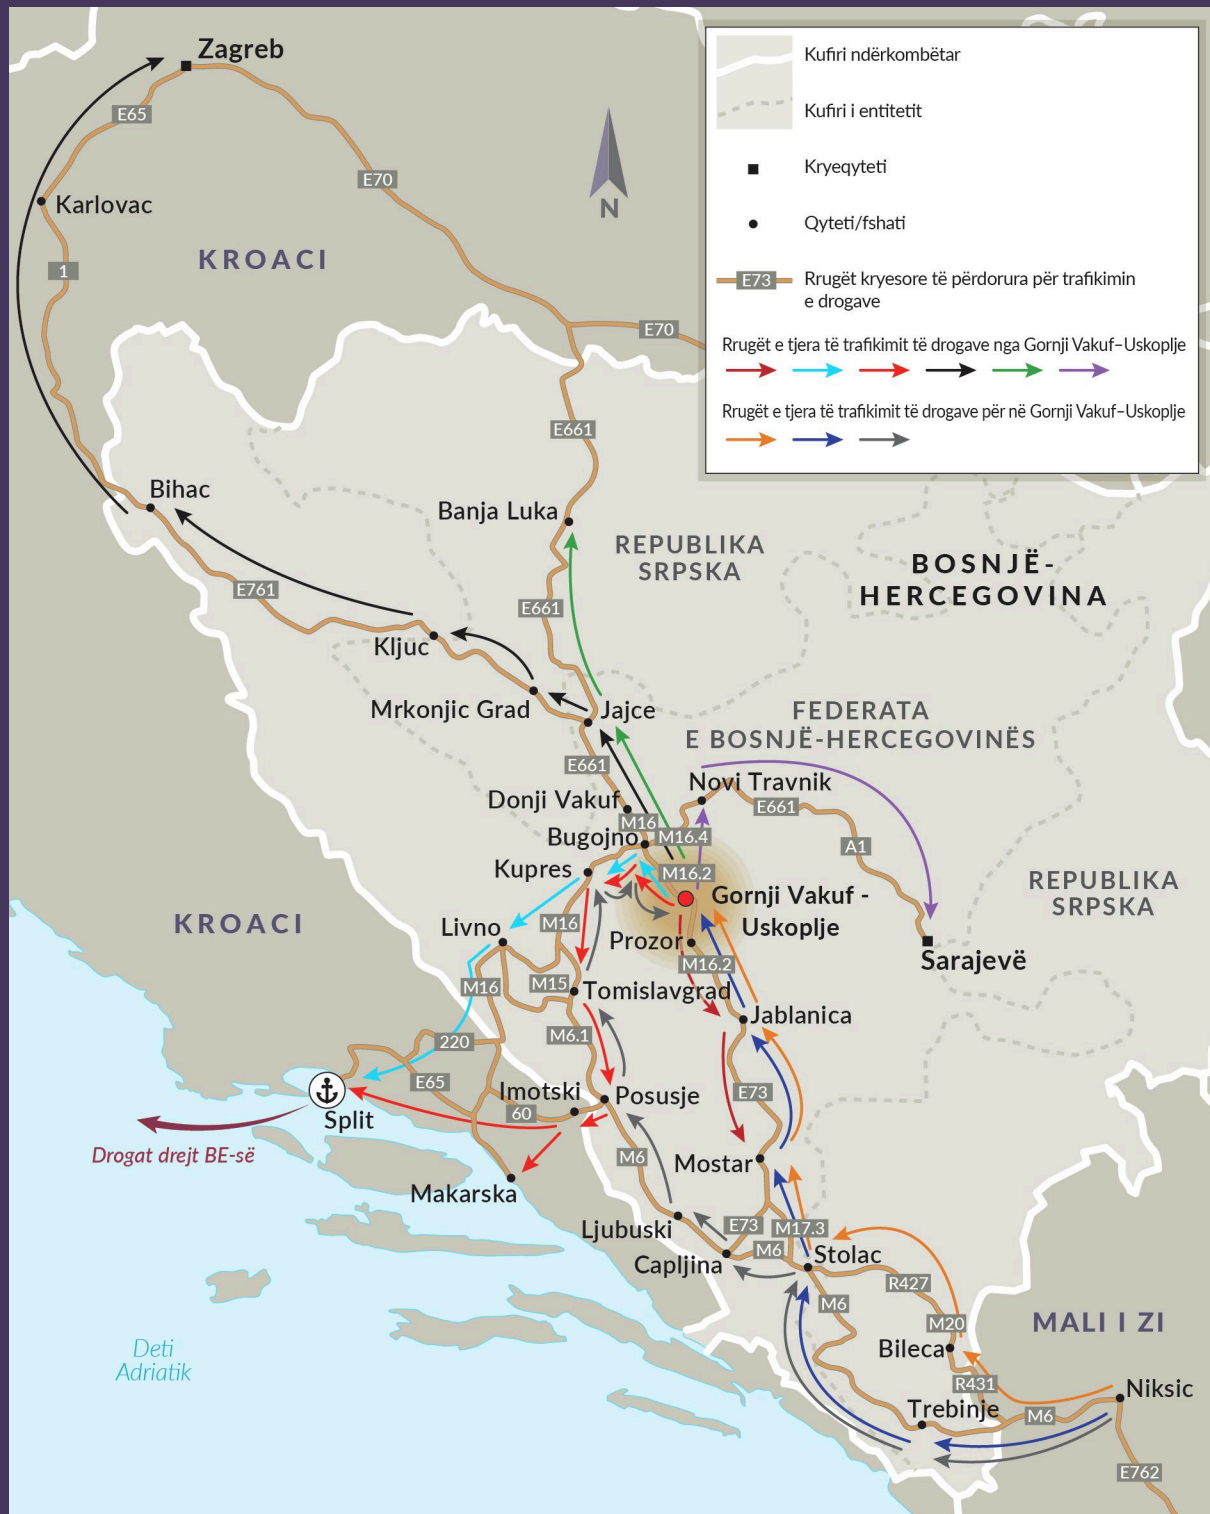 Zagreb
E65
E70
Karlovac
KROACI
1
E70
N
Kufiri ndërkombëtar
Kufiri i entitetit
Kryeqyteti
Qyteti/fshati
E73
Rrugët kryesore të përdorura për trafikimin
e drogave
Rrugët e tjera të trafikimit të drogave nga Gornji Vakuf–Uskoplje
Rrugët e tjera të trafikimit të drogave për në Gornji Vakuf–Uskoplje
E661
Bihac
Banja Luka
REPUBLIKA
SRPSKA
BOSNJË-
HERCEGOVINA
E761
E661
Kljuc
Mrkonjic Grad
Jajce
FEDERATA
E BOSNJË-HERCEGOVINËS
E661
Novi Travnik
Donji Vakuf
E661
M16
Bugojno
M16.4
A1
Kupres
M16.2
REPUBLIKA
SRPSKA
Gornji Vakuf -
Uskoplje
KROACI
Livno
M16
Prozor
Sarajevë
M16.2
M16
M15
Tomislavgrad
Jablanica
M6.1
220
E65
Imotski
Posusje
E73
60
Split
Drogat drejt BE-së
M6
Mostar
Makarska
Ljubuski
E73
M17.3
M6
Stolac
Capljina
R427
M6
M20
MALI I ZI
Bileca
Deti
Adriatik
R431
Niksic
Trebinje
M6
E762